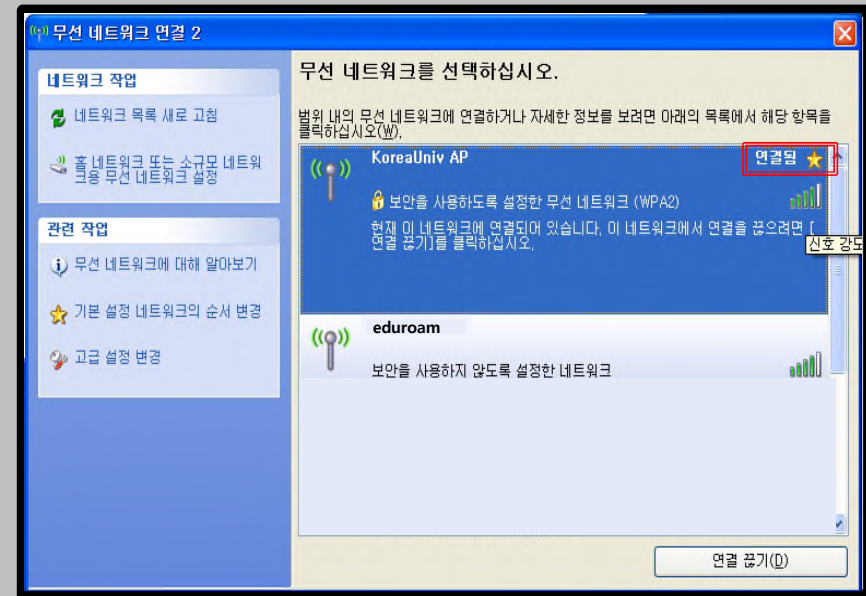 무선 네트워크 연결 2
네트워크 작업
네트워크 목록 새로 고침
홈 네트워크 또는 소규모 네트워
크용 무선 네트워크 설정
관련 작업
무선 네트워크에 대해 알아보기
기본 설정 네트워크의 순서 변경
고급 설정 변경
무선 네트워크를 선택하십시오.
범위 내의 무선 네트워크에 연결하거나 자세한 정보를 보려면 아래의 목록에서 해당 항목을
클릭하십시오(W).
KoreaUniv AP 연결됨
보안을 사용하도록 설정한 무선 네트워크 (WPA2)
현재 이 네트워크에 연결되어 있습니다. 이 네트워크에서 연결을 끊으려면 [
연결 끊기]를 클릭하십시오.
신호 강도
eduroam
보안을 사용하지 않도록 설정한 네트워크
연결 끊기(D)